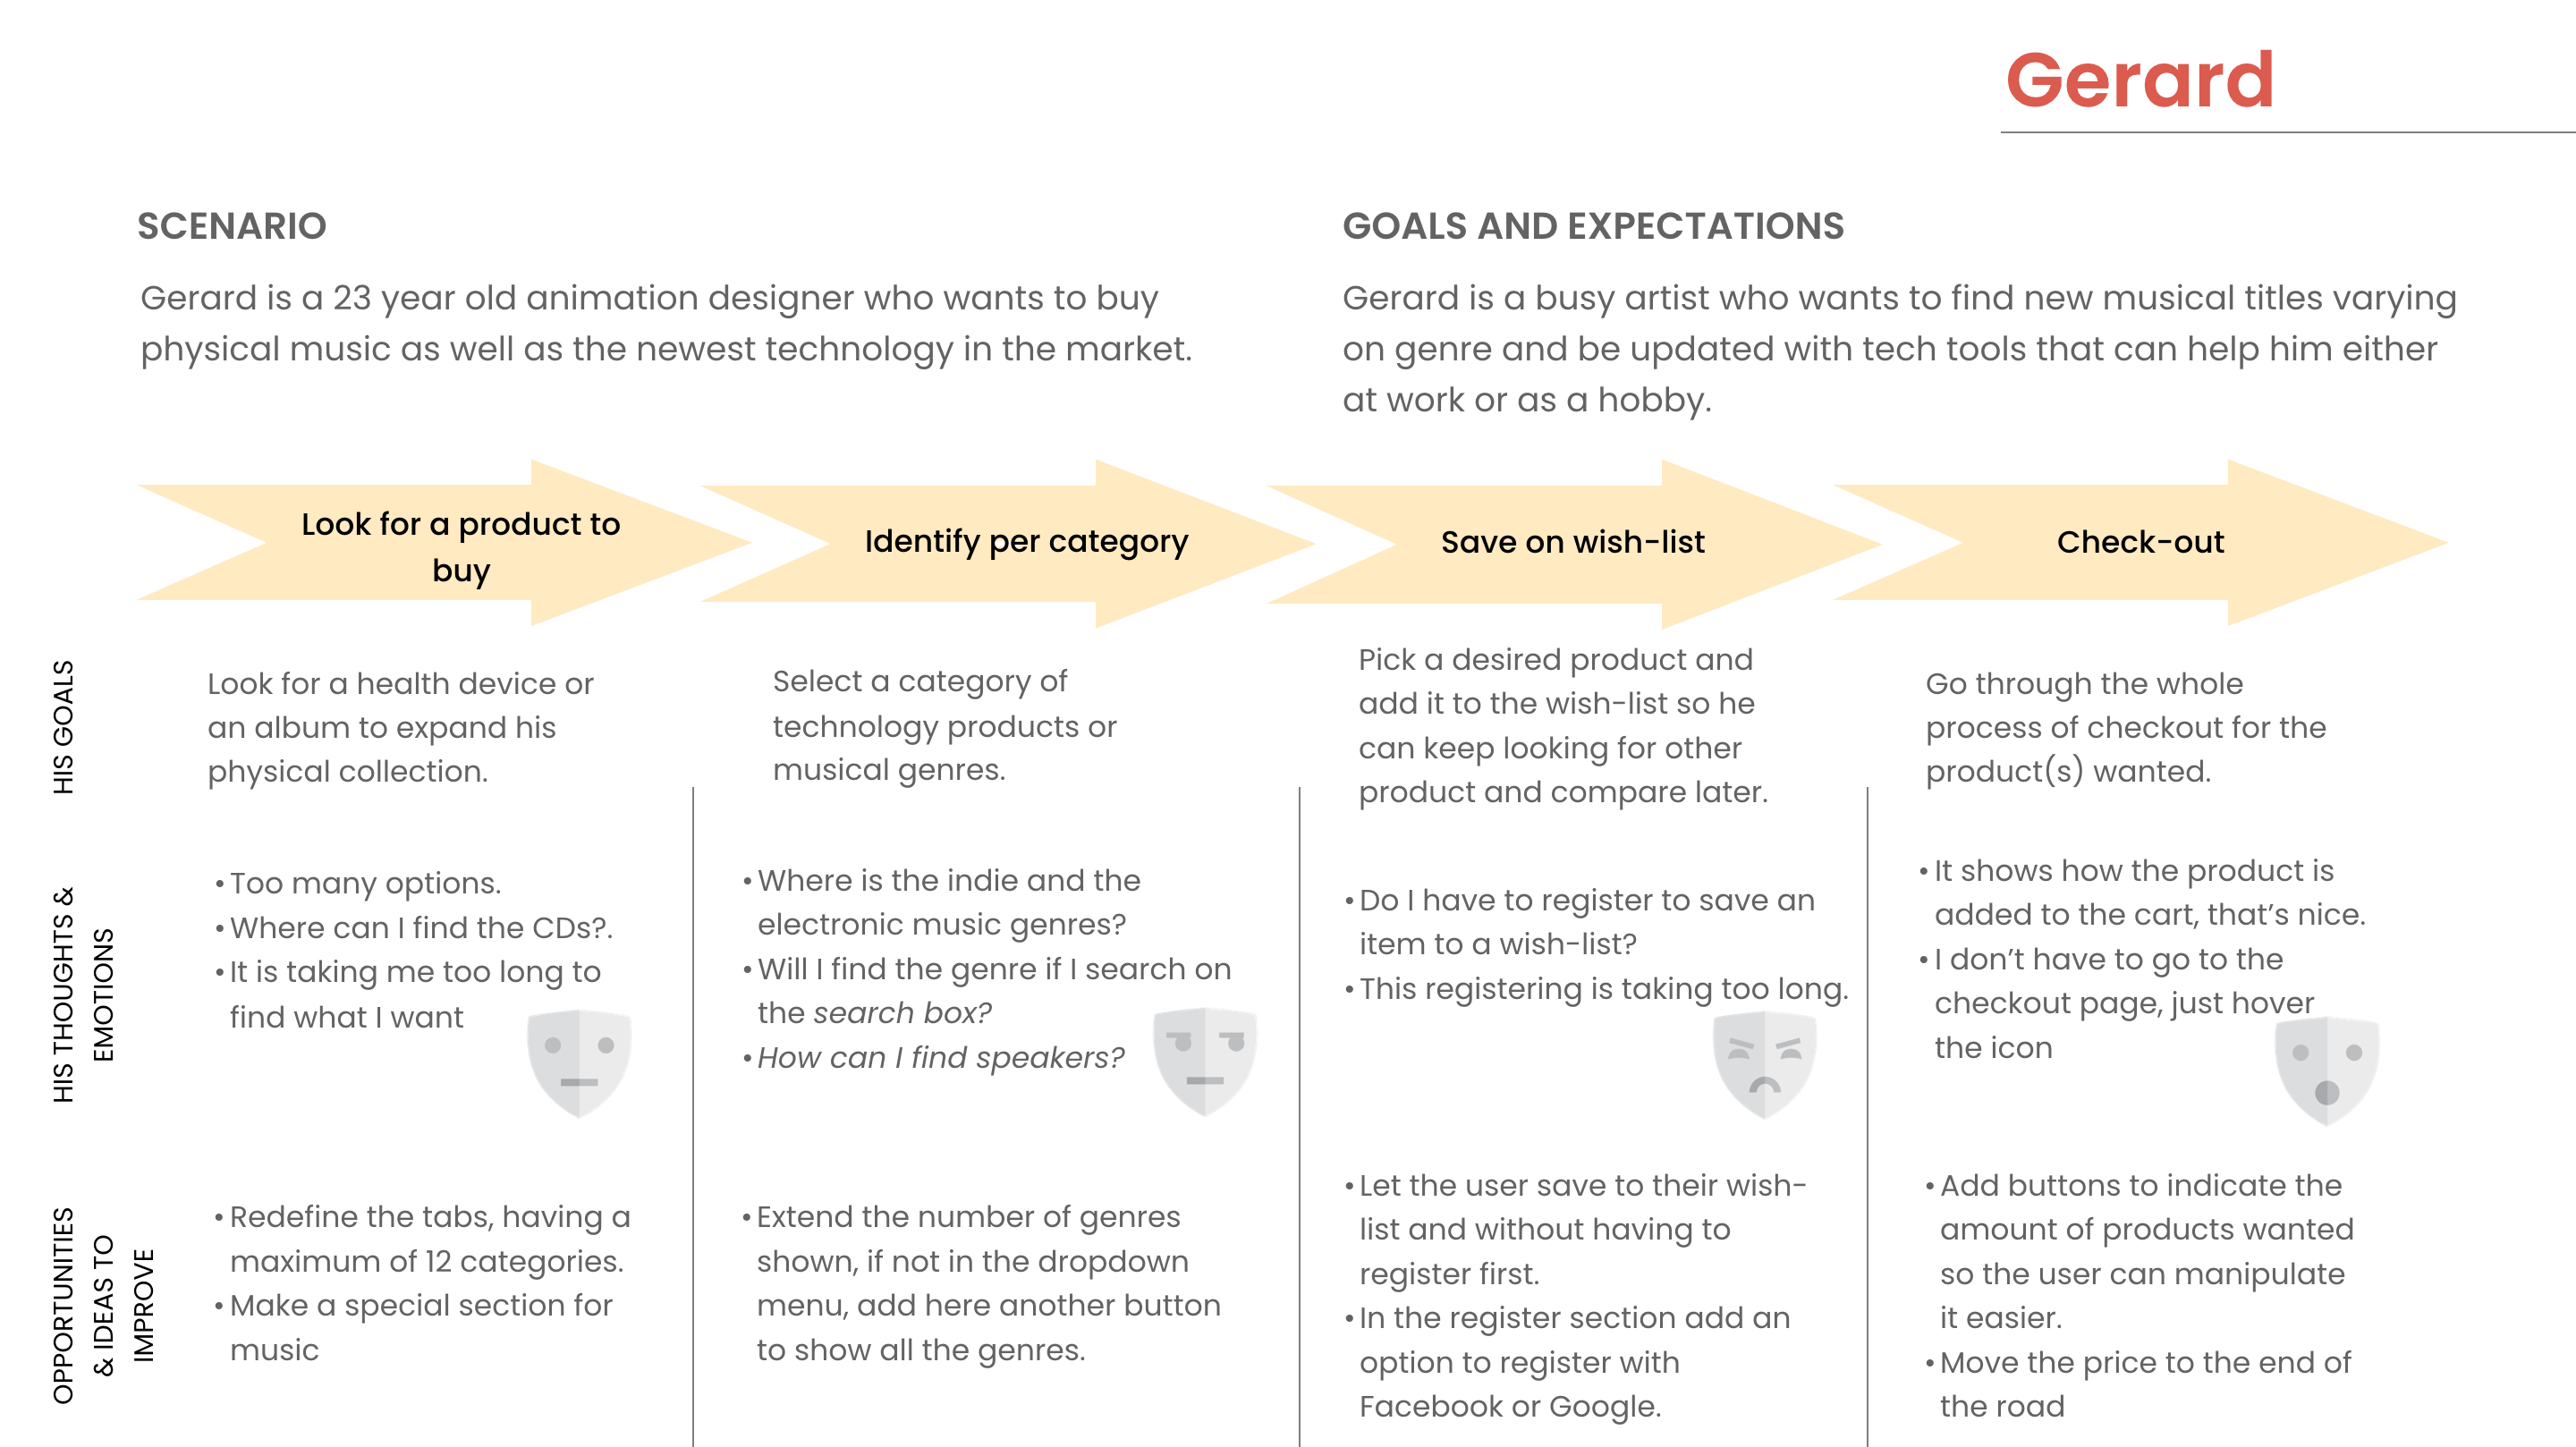 Gerard
SCENARIO
Gerard is a 23 year old animation designer who wants to buy
physical music as well as the newest technology in the market.
GOALS AND EXPECTATIONS
Gerard is a busy artist who wants to find new musical titles varying
on genre and be updated with tech tools that can help him either
at work or as a hobby.
Look for a product to
buy
Identify per category
Save on wish-list
Check-out
HIS GOALS
Look for a health device or
an album to expand his
physical collection.
Select a category of
technology products or
musical genres.
Pick a desired product and
add it to the wish-list so he
can keep looking for other
product and compare later.
Go through the whole
process of checkout for the
product(s) wanted.
HIS THOUGHTS &
EMOTIONS
• Too many options.
• Where can I find the CDs?.
• It is taking me too long to
find what I want
• Where is the indie and the
electronic music genres?
• Will I find the genre if I search on
the search box?
• How can I find speakers?
• Do I have to register to save an
item to a wish-list?
• This registering is taking too long.
• It shows how the product is
added to the cart, that's nice.
• I don't have to go to the
checkout page, just hover
the icon
OPPORTUNITIES
& IDEAS TO
IMPROVE
• Redefine the tabs, having a
maximum of 12 categories.
• Make a special section for
music
• Extend the number of genres
shown, if not in the dropdown
menu, add here another button
to show all the genres.
• Let the user save to their wish-
list and without having to
register first.
• In the register section add an
option to register with
Facebook or Google.
• Add buttons to indicate the
amount of products wanted
so the user can manipulate
it easier.
• Move the price to the end of
the road